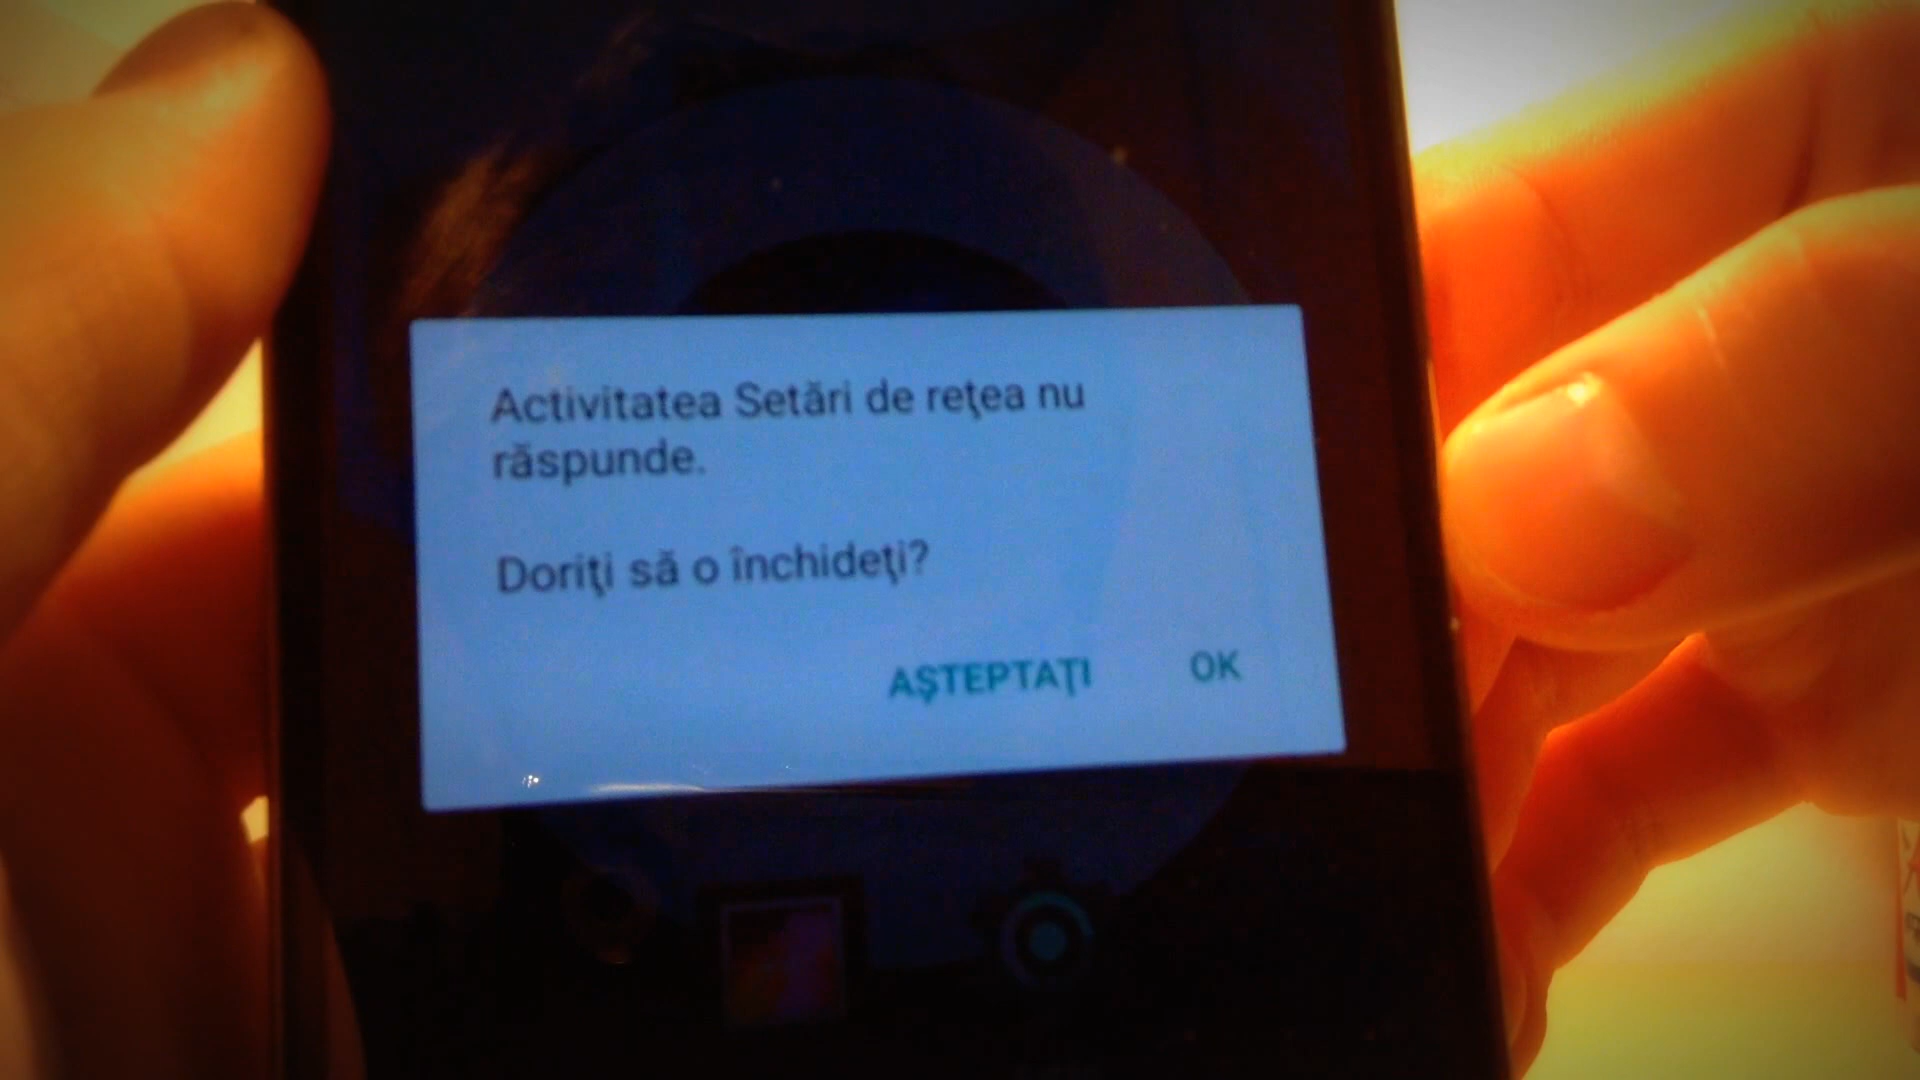 Activitatea Setări de reţea nu
răspunde.
Doriţi să o închideţi?
AŞTEPTAŢI OK